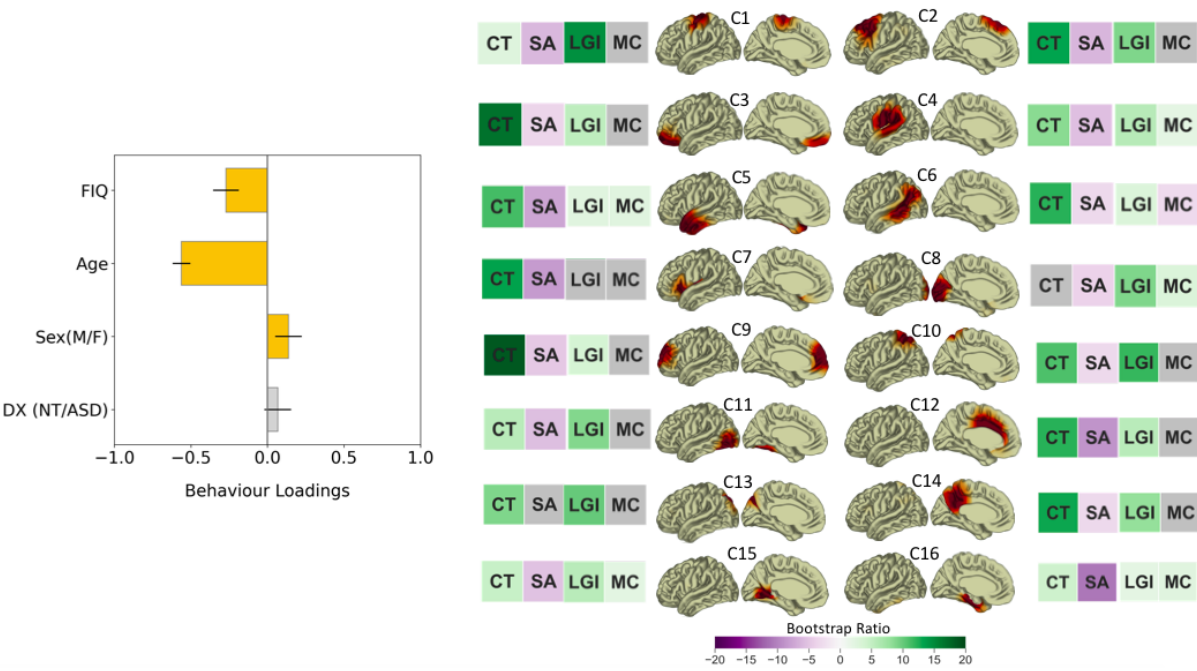 C1 C2
CT SA LGI MC CT SA LGI MC
C3 C4
CT SA LGI MC CT SA LGI MC
C5 C6
CT SA LGI MC CT SA LGI MC
C7 C8
CT SA LGI MC CT SA LGI MC
C9 C10
CT SA LGI MC CT SA LGI MC
C11 C12
CT SA LGI MC CT SA LGI MC
C13 C14
CT SA LGI MC CT SA LGI MC
C15 C16
CT SA LGI MC CT SA LGI MC
FIQ
Age
Sex(M/F)
DX (NT/ASD)
−1.0 −0.5 0.0 0.5 1.0
Behaviour Loadings
Bootstrap Ratio
−20 −15 −10 −5 0 5 10 15 20